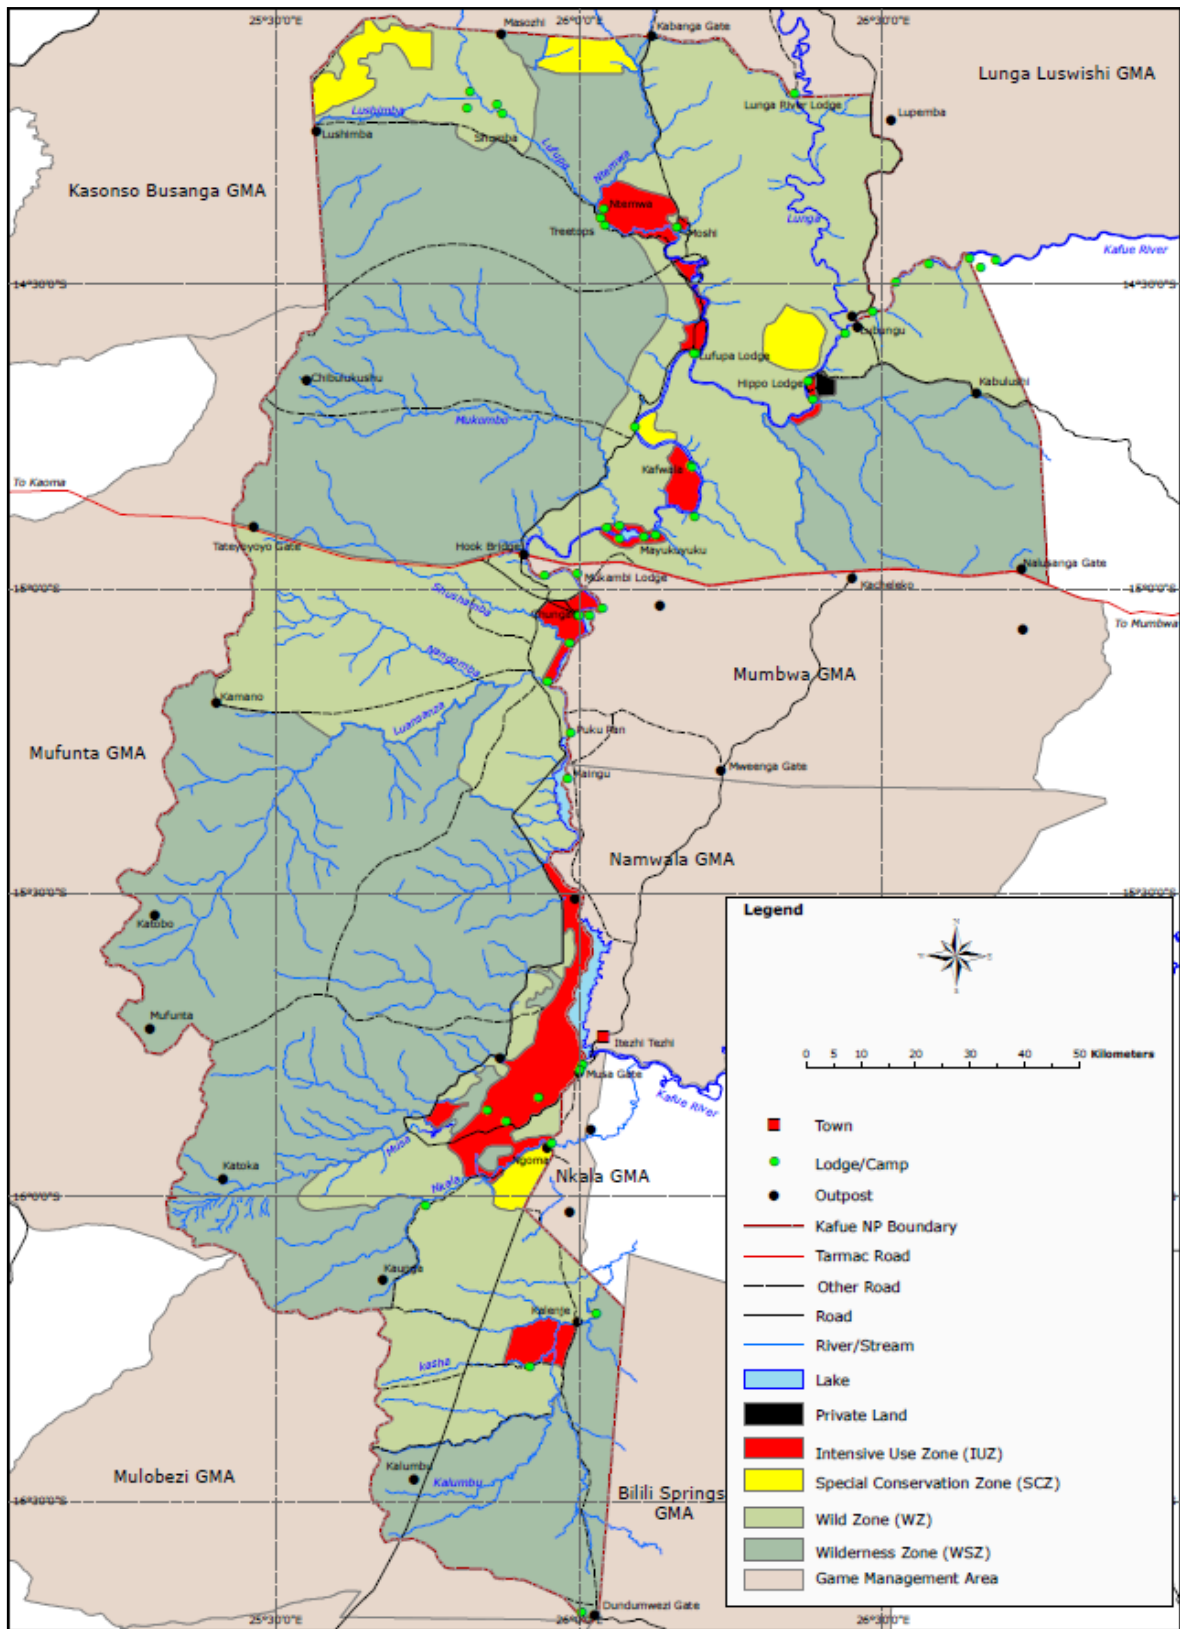 25°30'0"E
26°0'0"E
26°30'0"E
Masozhi
Kabanga Gate
Lunga Luswishi GMA
Lushimba
Lunga River Lodge
Lupemba
Lushimba
Shumba
Lufupa
Ntemwa
Kasonso Busanga GMA
Ntemwa
Treetops
Moshi
Lunga
Kafue River
14°30'0"S
14°30'0"S
Lubungu
Lufupa Lodge
Chibulukushu
Hippo Lodge
Kabulushi
Mukombo
Kafwala
To Kaoma
Tateyoyoyo Gate
Hook Bridge
Mayukuyuku
Nalusanga Gate
Mukambi Lodge
Kacheleko
15°0'0"S
15°0'0"S
Shushamba
To Mumbwa
Nangomba
Mumbwa GMA
Kamano
Puku Pan
Mufunta GMA
Mweenga Gate
Namwala GMA
15°30'0"S
15°30'0"S
Katobo
Mufunta
Itezhi Tezhi
Musa Gate
Kafue River
Musa
Ngoma
Katoka
Nkala
Nkala GMA
16°0'0"S
Kalenje
kasha
Mulobezi GMA
Kalumbu
Kalumbu
Bilili Springs
GMA
16°30'0"S
Dundumwezi Gate
25°30'0"E
26°0'0"E
26°30'0"E
Legend
0 5 10 20 30 40 50 Kilometers
Town
Lodge/Camp
Outpost
Kafue NP Boundary
Tarmac Road
Other Road
Road
River/Stream
Lake
Private Land
Intensive Use Zone (IUZ)
Special Conservation Zone (SCZ)
Wild Zone (WZ)
Wilderness Zone (WSZ)
Game Management Area